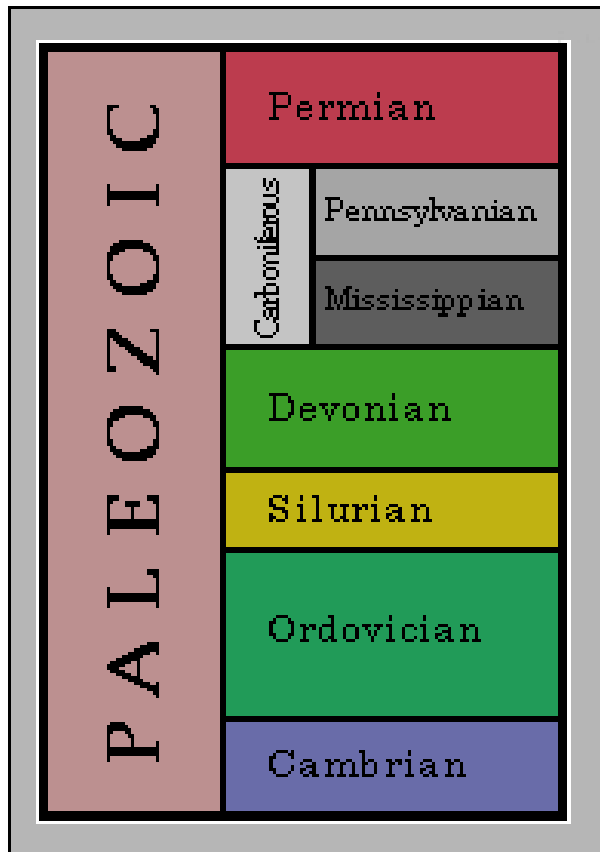 PALEOZOIC
Permian
Carboniferous
Pennsylvanian
Mississippian
Devonian
Silurian
Ordovician
Cambrian